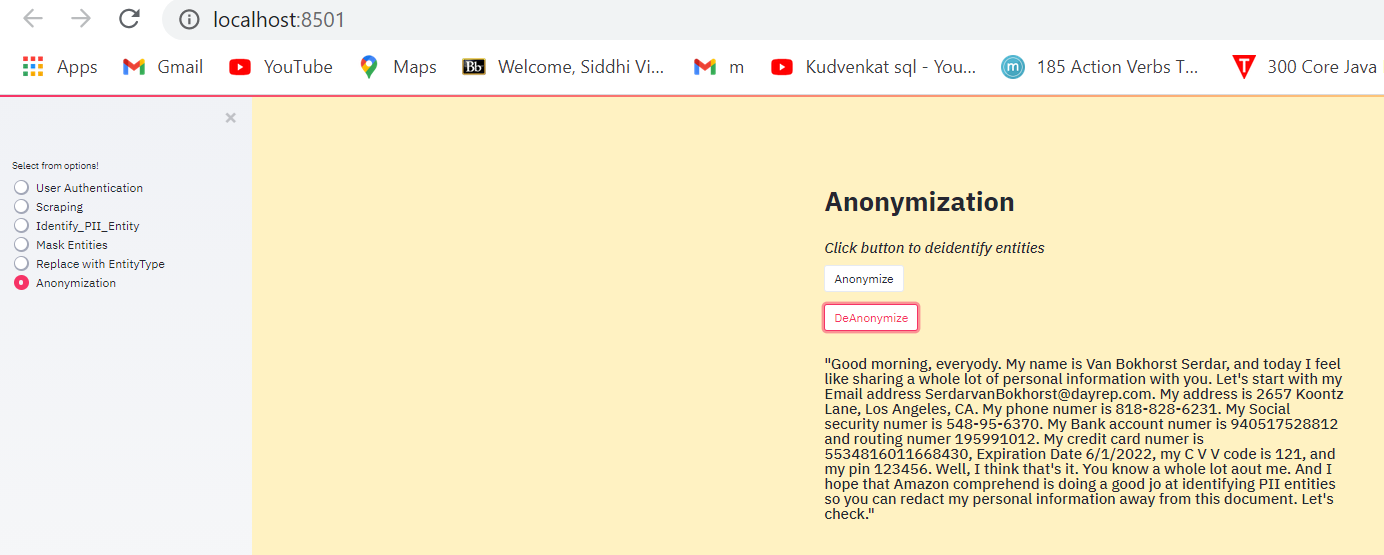 localhost:8501
Apps
Gmail
YouTube
Maps
Bb
Welcome, Siddhi Vi...
m
Kudvenkat sql - You...
m
185 Action Verbs T...
T
300 Core Java
Select from options!
User Authentication
Scraping
Identify_PII_Entity
Mask Entities
Replace with EntityType
Anonymization
Anonymization
Click button to deidentify entities
Anonymize
DeAnonymize
"Good morning, everyody. My name is Van Bokhorst Serdar, and today I feel
like sharing a whole lot of personal information with you. Let's start with my
Email address SerdarvanBokhorst@dayrep.com. My address is 2657 Koontz
Lane, Los Angeles, CA. My phone numer is 818-828-6231. My Social
security numer is 548-95-6370. My Bank account numer is 940517528812
and routing numer 195991012. My credit card numer is
5534816011668430, Expiration Date 6/1/2022, my C V V code is 121, and
my pin 123456. Well, I think that's it. You know a whole lot aout me. And I
hope that Amazon comprehend is doing a good jo at identifying PII entities
so you can redact my personal information away from this document. Let's
check."